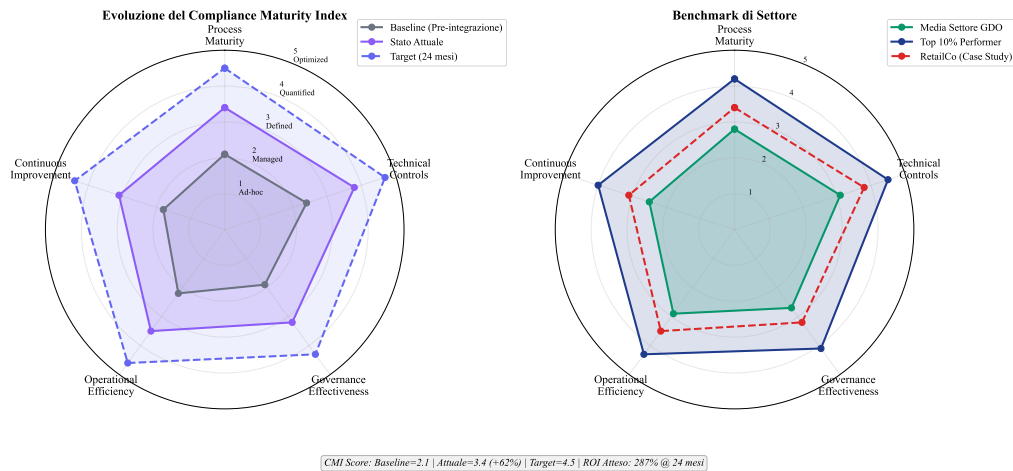 Evoluzione del Compliance Maturity Index
Baseline (Pre-integrazione)
Stato Attuale
Target (24 mesi)
Process
Maturity
Technical
Controls
Governance
Effectiveness
Operational
Efficiency
Continuous
Improvement
5
Optimized
4
Quantified
3
Defined
2
Managed
1
Ad-hoc
Benchmark di Settore
Media Settore GDO
Top 10% Performer
RetailCo (Case Study)
Process
Maturity
Technical
Controls
Governance
Effectiveness
Operational
Efficiency
Continuous
Improvement
5
4
3
2
1
CMI Score: Baseline=2.1 | Attuale=3.4 (+62%) | Target=4.5 | ROI Atteso: 287% @ 24 mesi